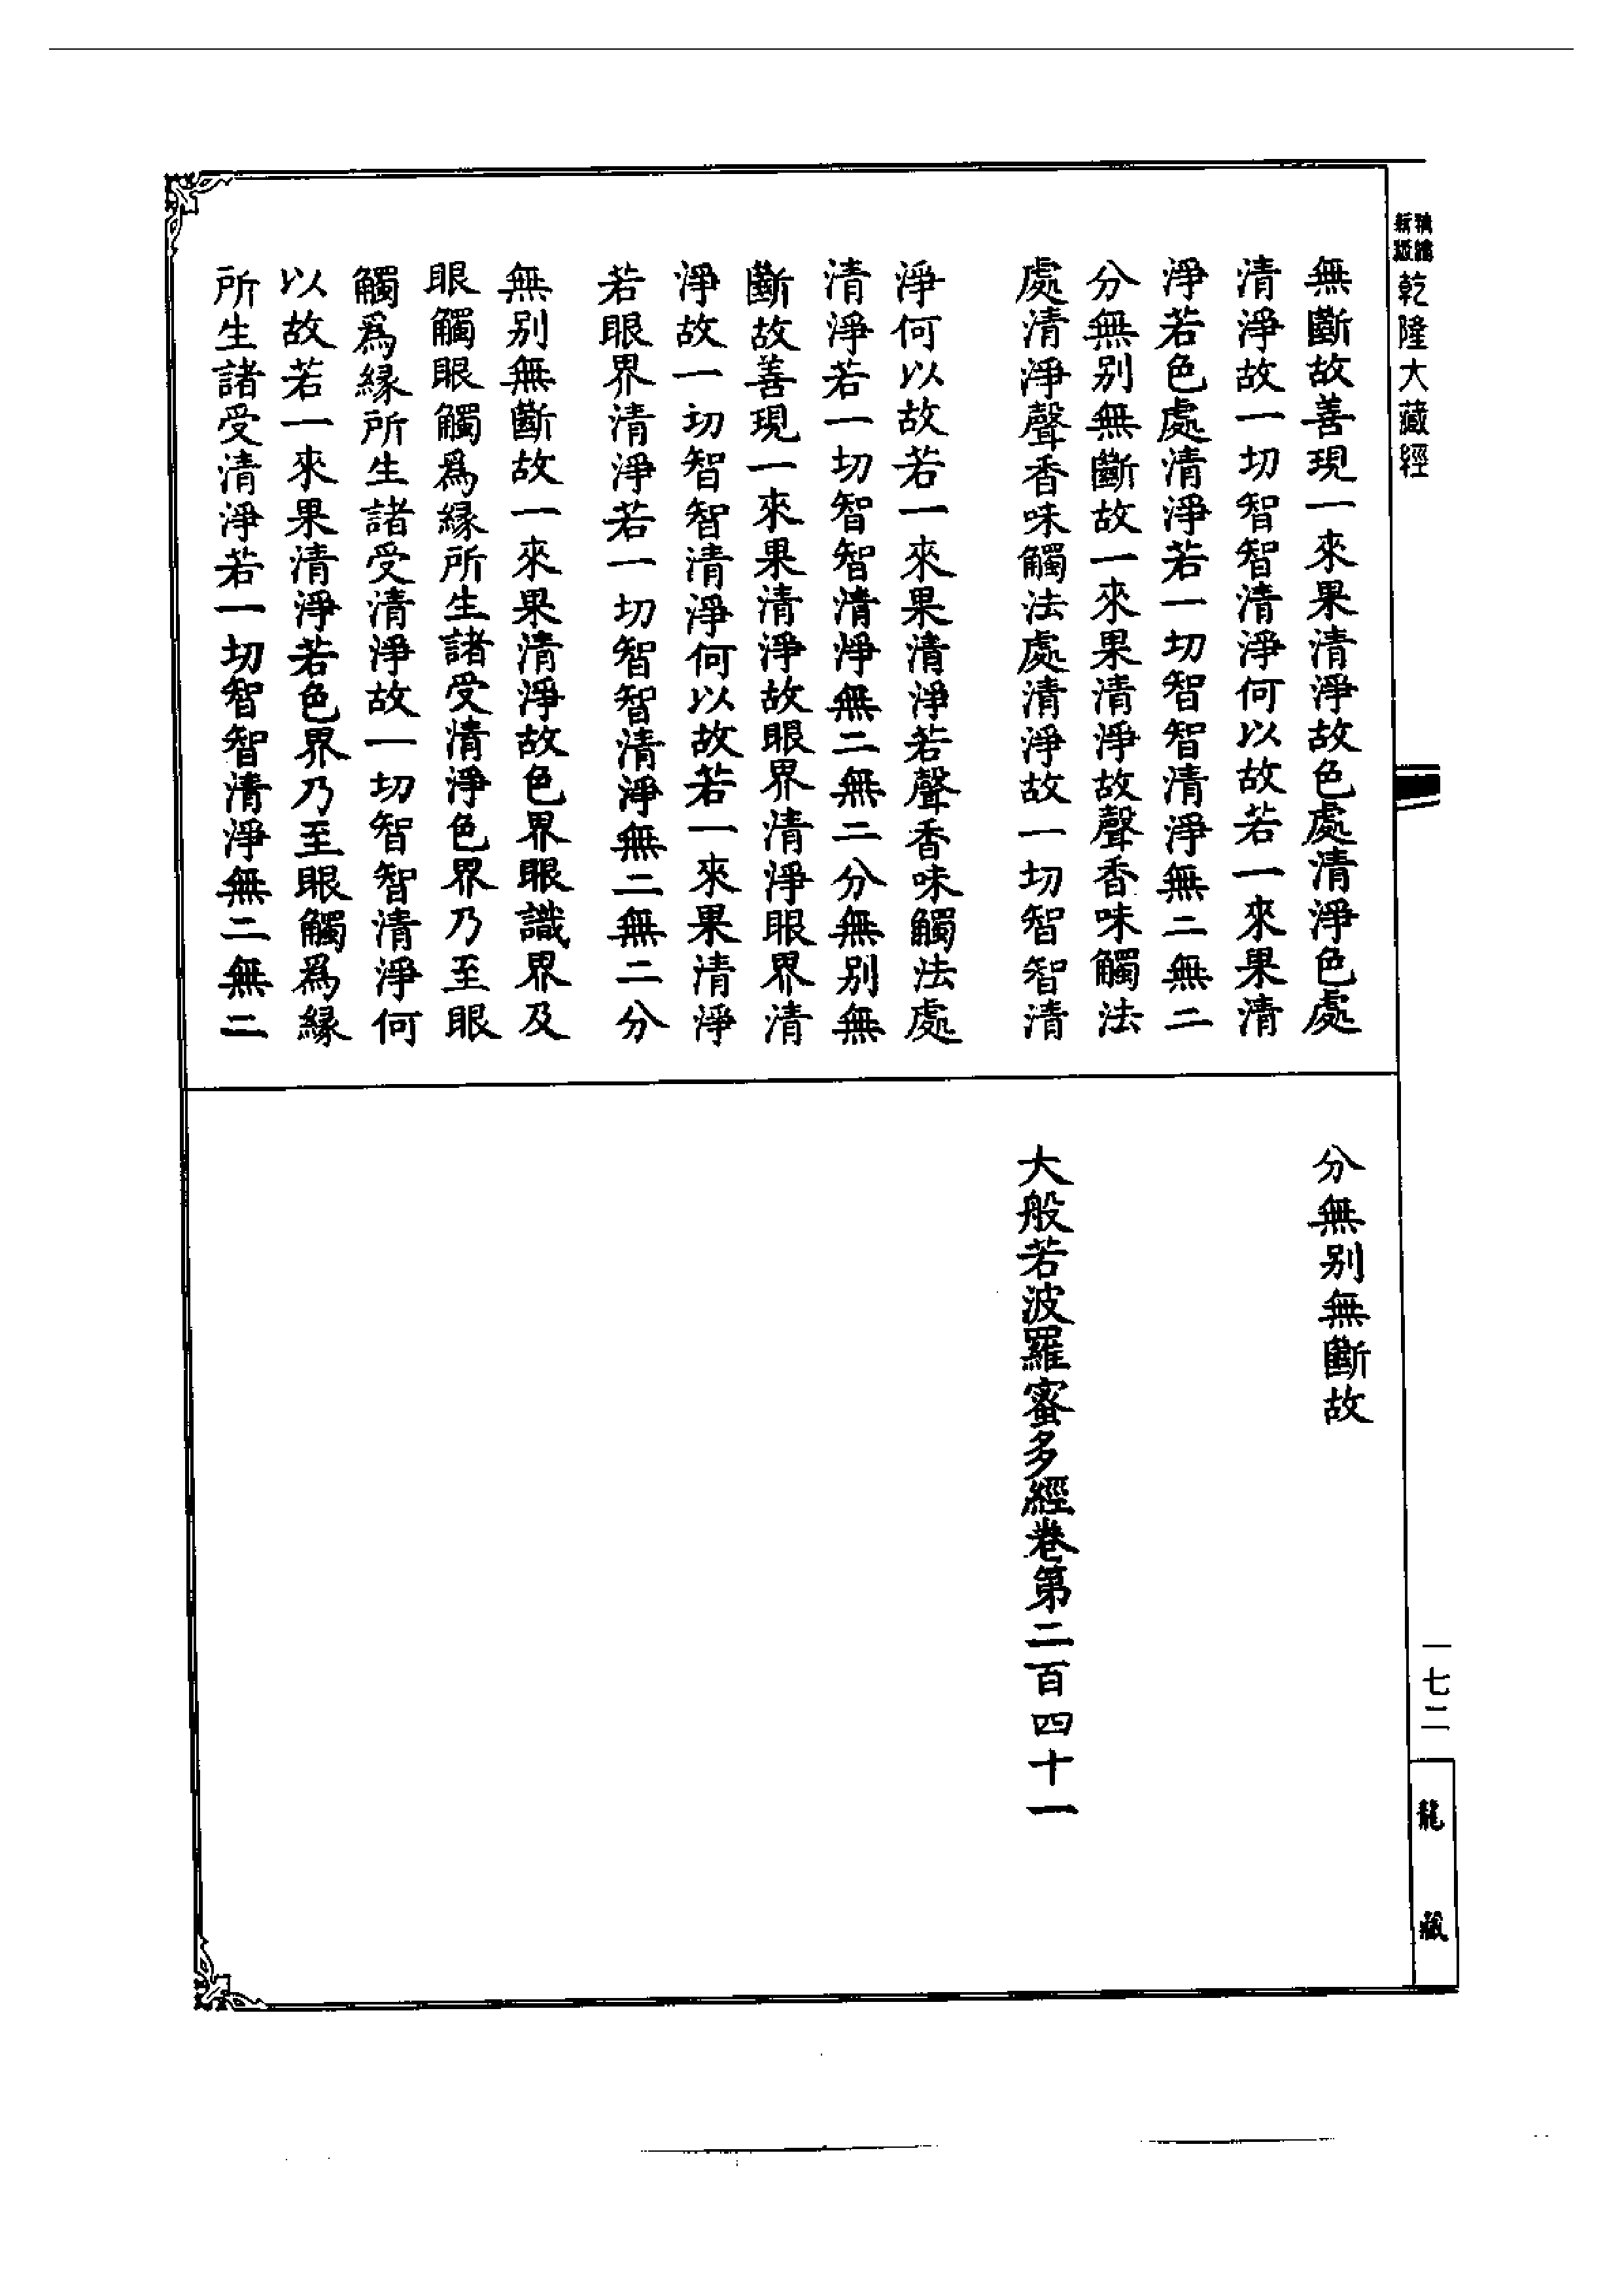 新版精編乾隆大藏經
無斷故善現一來果清淨故色處清淨色處
清淨故一切智智清淨何以故若一來果清
淨若色處清淨若一切智智清淨無二無二
分無別無斷故一來果清淨故聲香味觸法
處清淨聲香味觸法處清淨故一切智智清
淨何以故若一來果清淨若聲香味觸法處
清淨若一切智智清淨無二無二分無別無
斷故善現一來果清淨故眼界清淨眼界清
淨故一切智智清淨何以故若一來果清淨
若眼界清淨若一切智智清淨無二無二分
無別無斷故一來果清淨故色界眼識界及
眼觸眼觸爲緣所生諸受清淨色界乃至眼
觸爲緣所生諸受清淨故一切智智清淨何
以故若一來果清淨若色界乃至眼觸爲緣
所生諸受清淨若一切智智清淨無二無二
分無別無斷故
大般若波羅蜜多經卷第二百四十一
一七二
龍藏